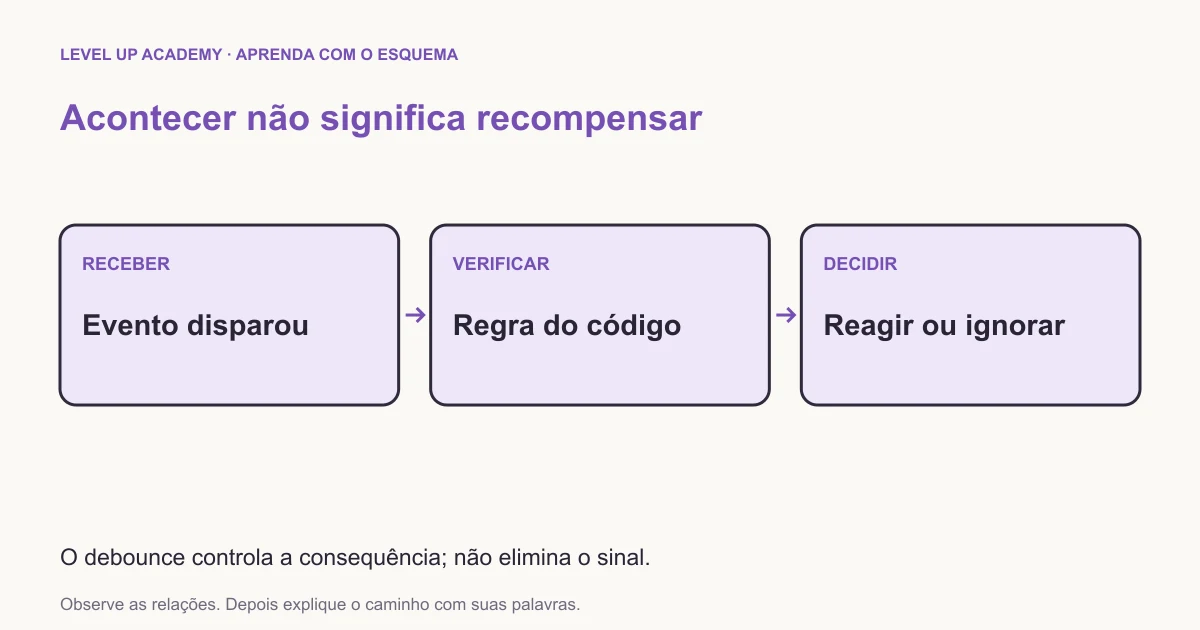 LEVEL UP ACADEMY · APRENDA COM O ESQUEMA
Acontecer não significa recompensar
RECEBER
Evento disparou
VERIFICAR
Regra do código
DECIDIR
Reagir ou ignorar
O debounce controla a consequência; não elimina o sinal.
Observe as relações. Depois explique o caminho com suas palavras.